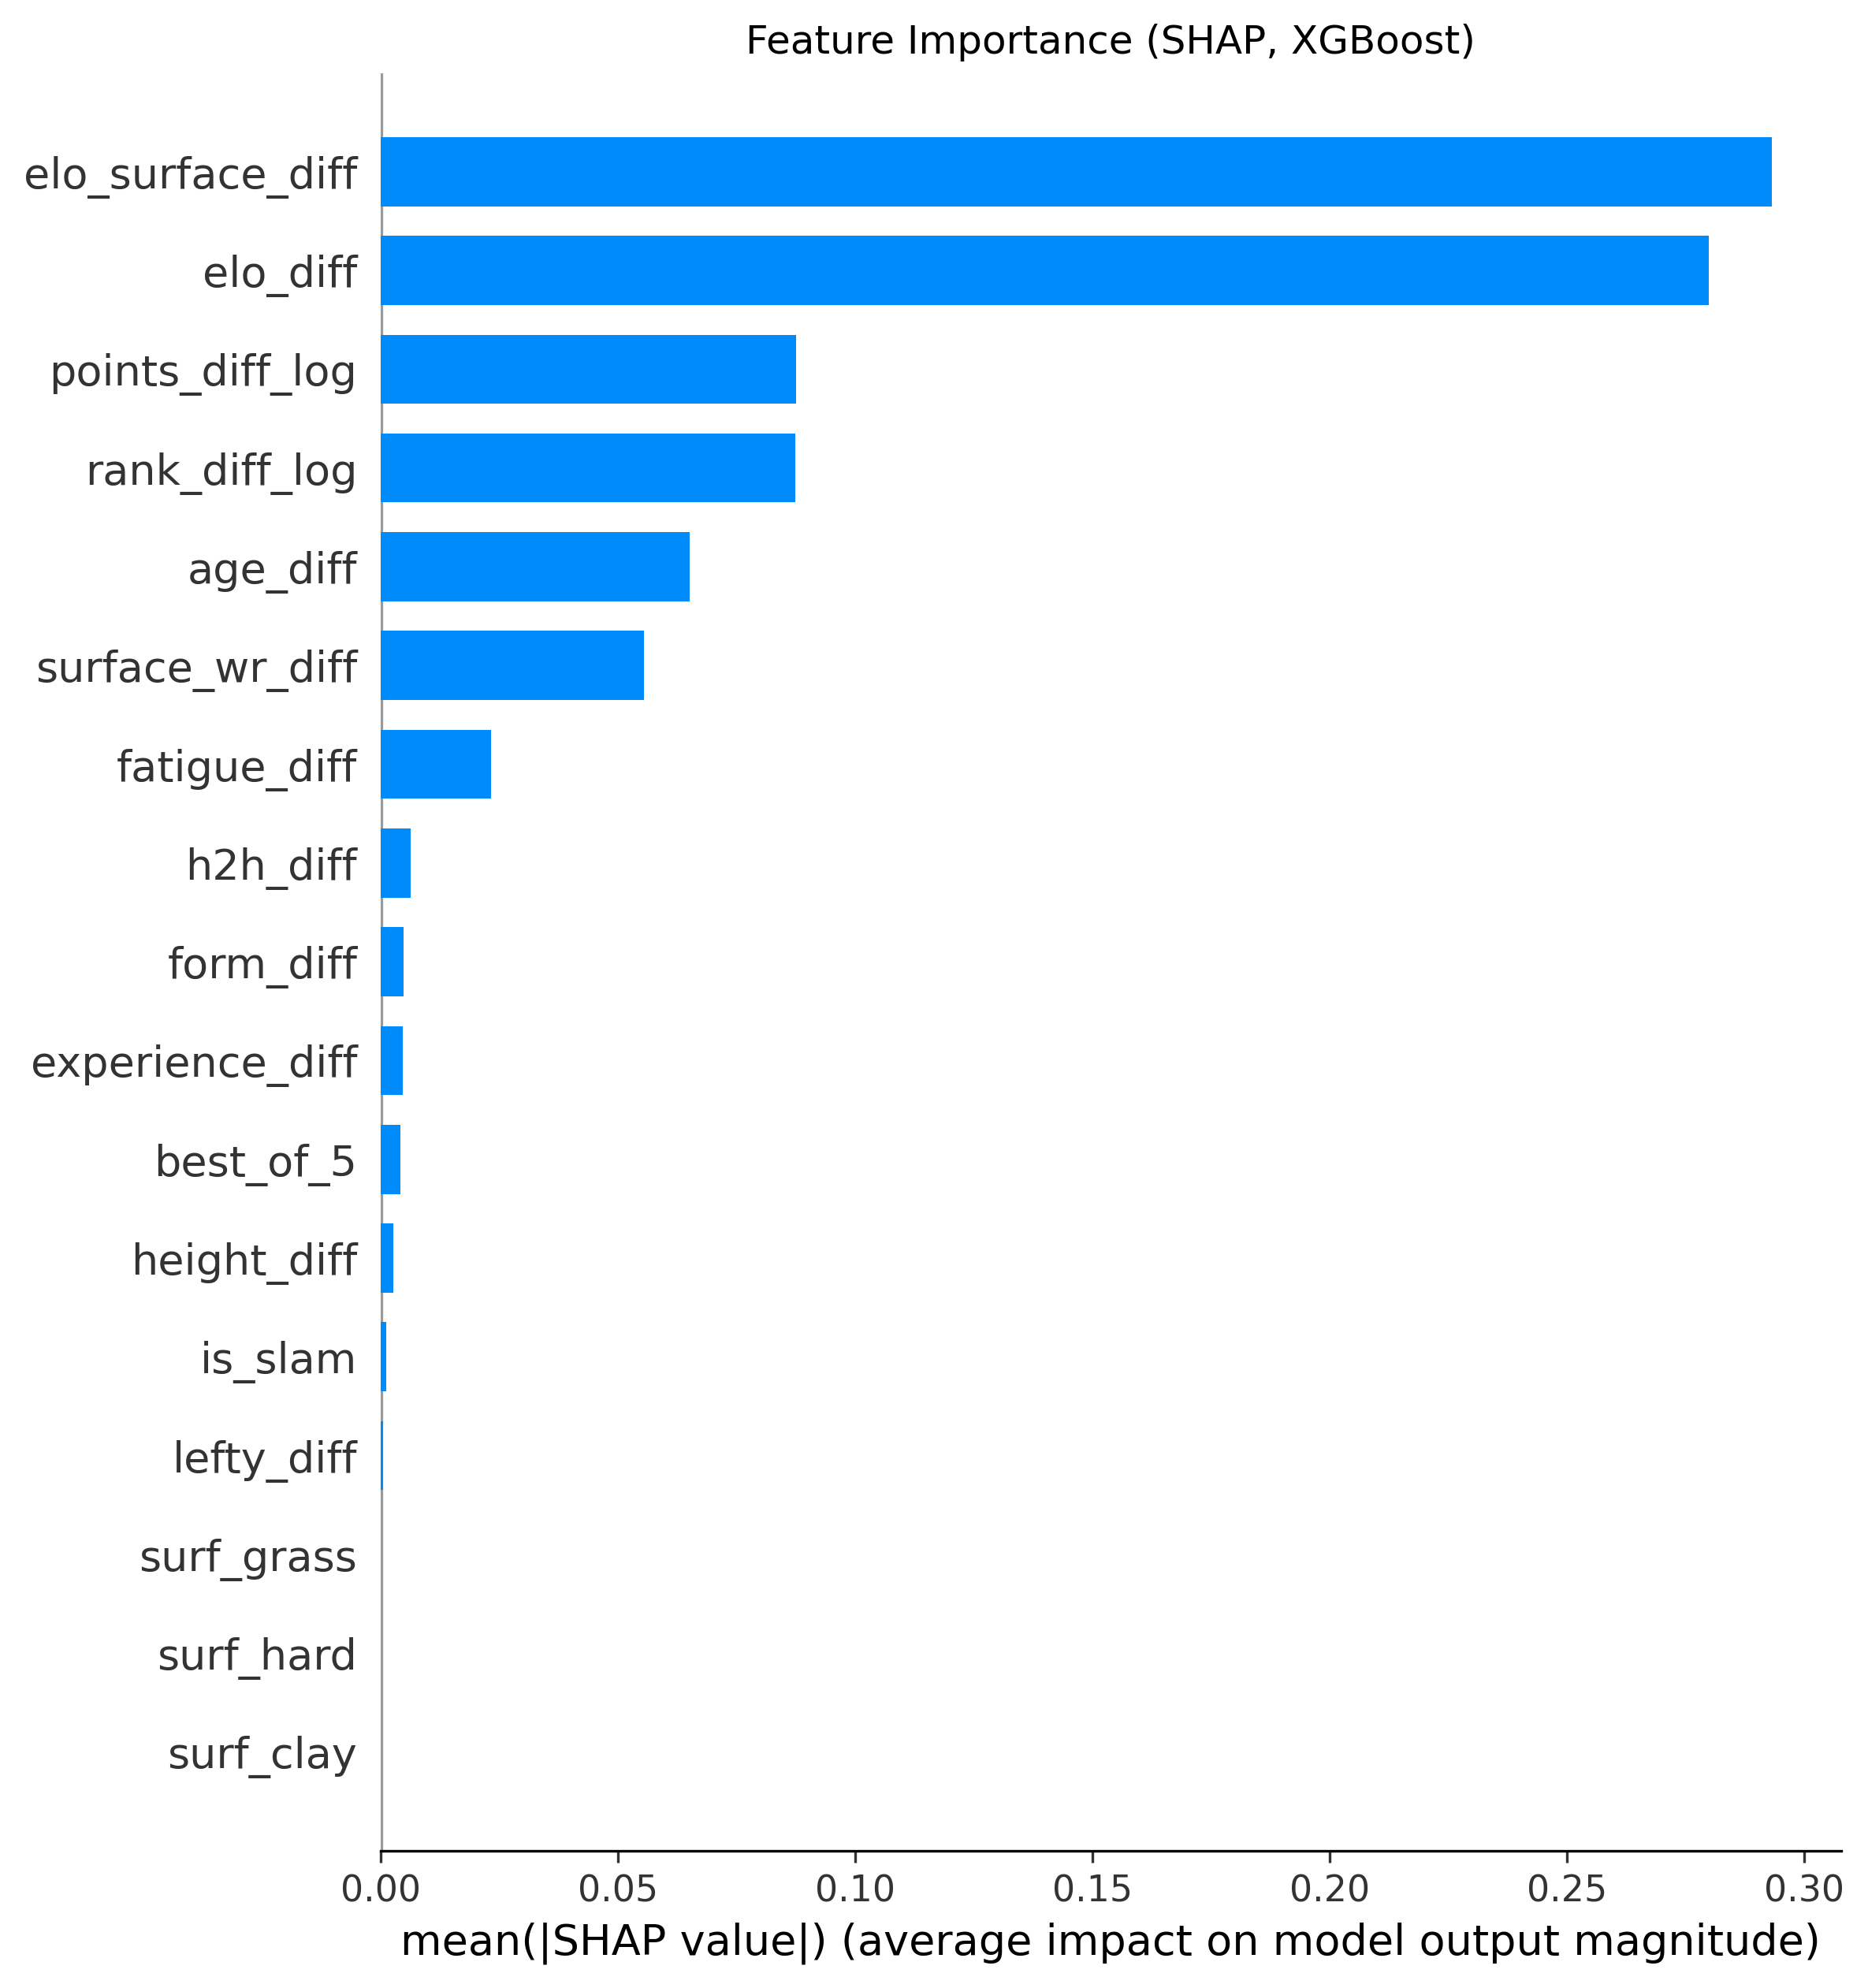 Feature Importance (SHAP, XGBoost)
elo_surface_diff
elo_diff
points_diff_log
rank_diff_log
age_diff
surface_wr_diff
fatigue_diff
h2h_diff
form_diff
experience_diff
best_of_5
height_diff
is_slam
lefty_diff
surf_grass
surf_hard
surf_clay
0.00 0.05 0.10 0.15 0.20 0.25 0.30
mean(|SHAP value|) (average impact on model output magnitude)